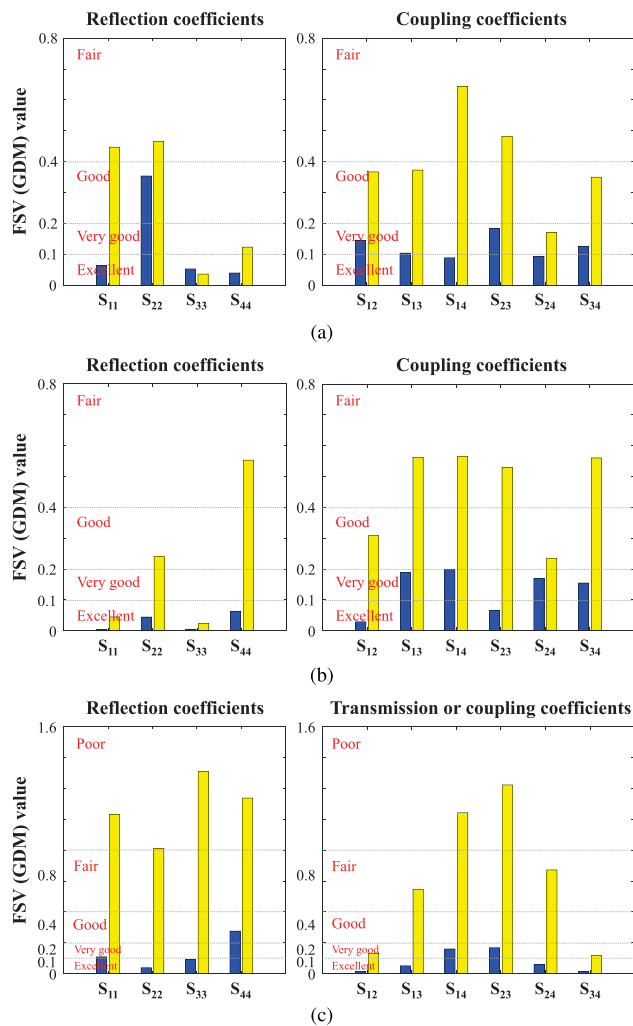 Reflection coefficients
Coupling coefficients
FSV (GDM) value
0.8
0.4
0.2
0.1
0
Fair
Good
Very good
Excellent
S11 S22 S33 S44
0.8
0.4
0.2
0.1
0
Fair
Good
Very good
Excellent
S12 S13 S14 S23 S24 S34
(a)
Reflection coefficients
Coupling coefficients
FSV (GDM) value
0.8
0.4
0.2
0.1
0
Fair
Good
Very good
Excellent
S11 S22 S33 S44
0.8
0.4
0.2
0.1
0
Fair
Good
Very good
Excellent
S12 S13 S14 S23 S24 S34
(b)
Reflection coefficients
Transmission or coupling coefficients
FSV (GDM) value
1.6
0.8
0.4
0.2
0.1
0
Poor
Fair
Good
Very good
Excellent
S11 S22 S33 S44
1.6
0.8
0.4
0.2
0.1
0
Poor
Fair
Good
Very good
Excellent
S12 S13 S14 S23 S24 S34
(c)